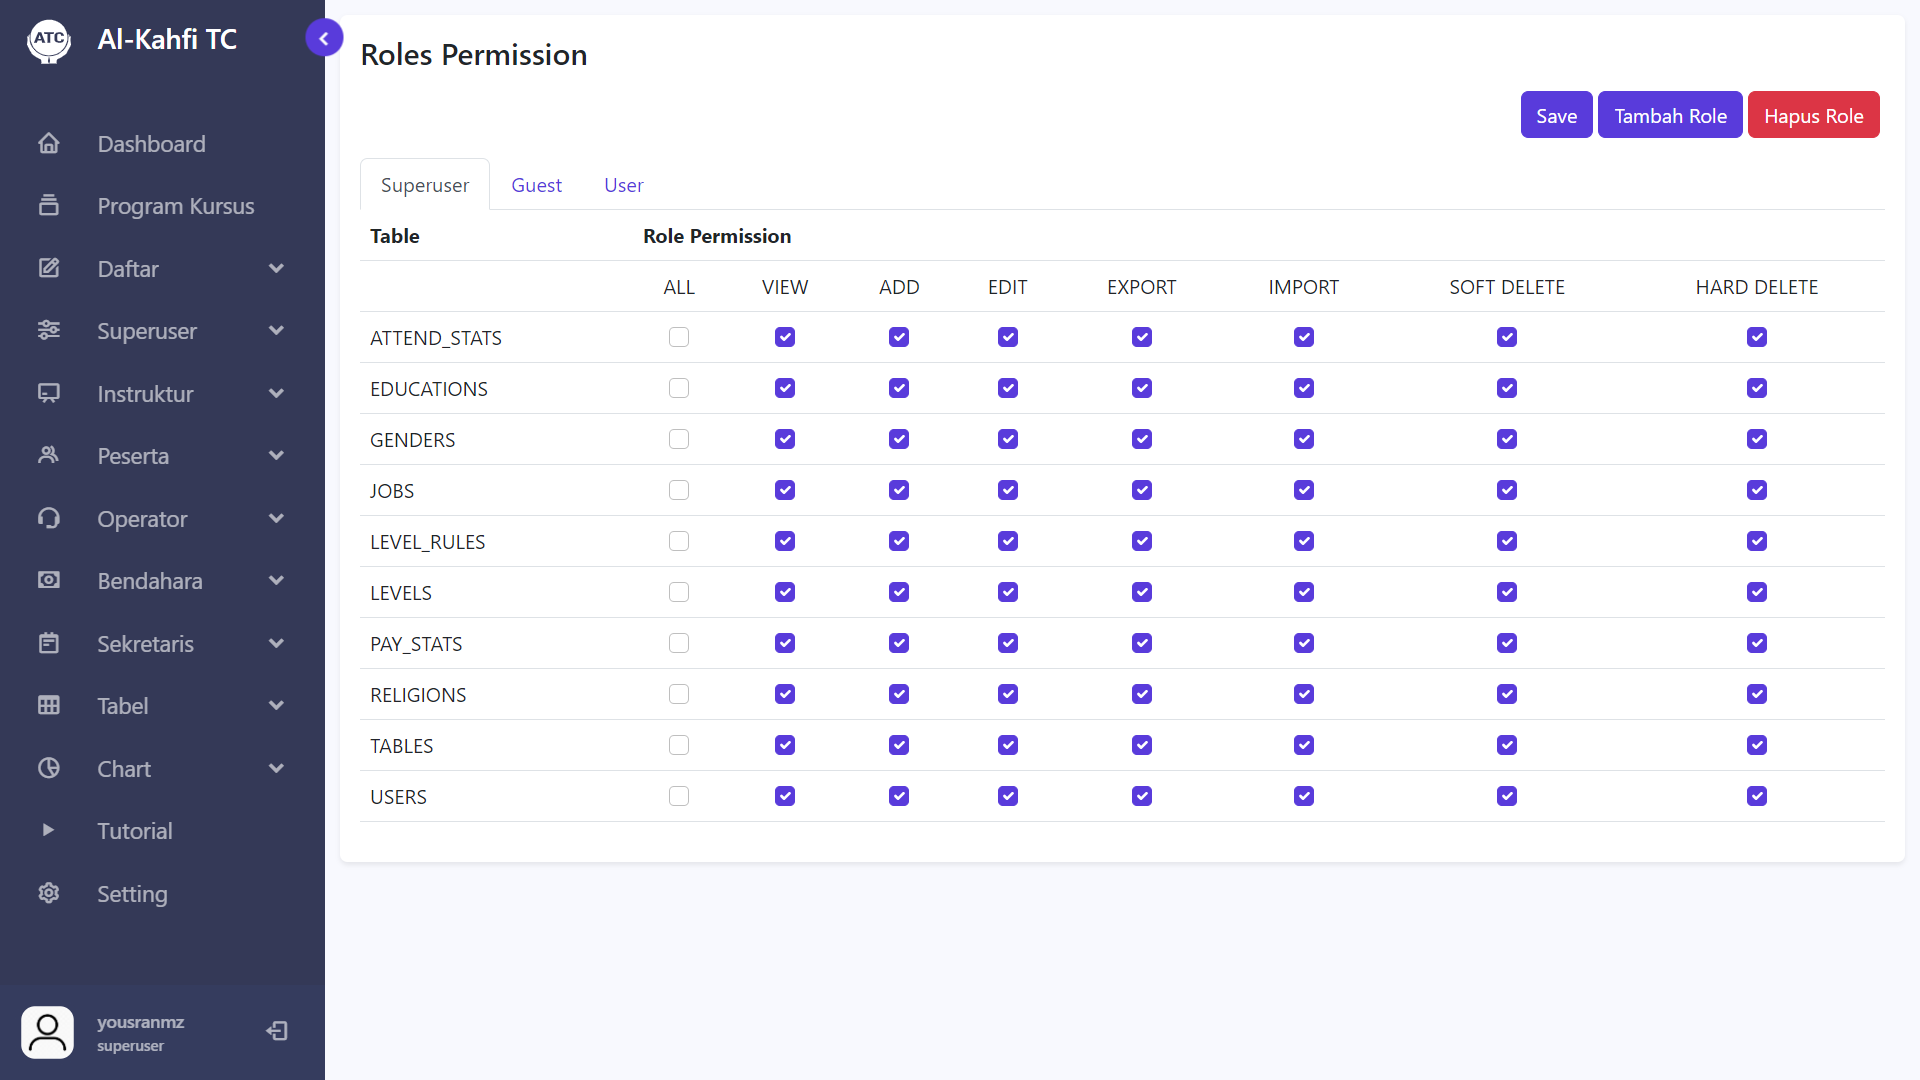 ATC
Al-Kahfi TC
Dashboard
Program Kursus
Daftar
Superuser
Instruktur
Peserta
Operator
Bendahara
Sekretaris
Tabel
Chart
Tutorial
Setting
yousranmz
superuser
Roles Permission
Save Tambah Role Hapus Role
Superuser Guest User
Table Role Permission
ALL VIEW ADD EDIT EXPORT IMPORT SOFT DELETE HARD DELETE
ATTEND_STATS
EDUCATIONS
GENDERS
JOBS
LEVEL_RULES
LEVELS
PAY_STATS
RELIGIONS
TABLES
USERS